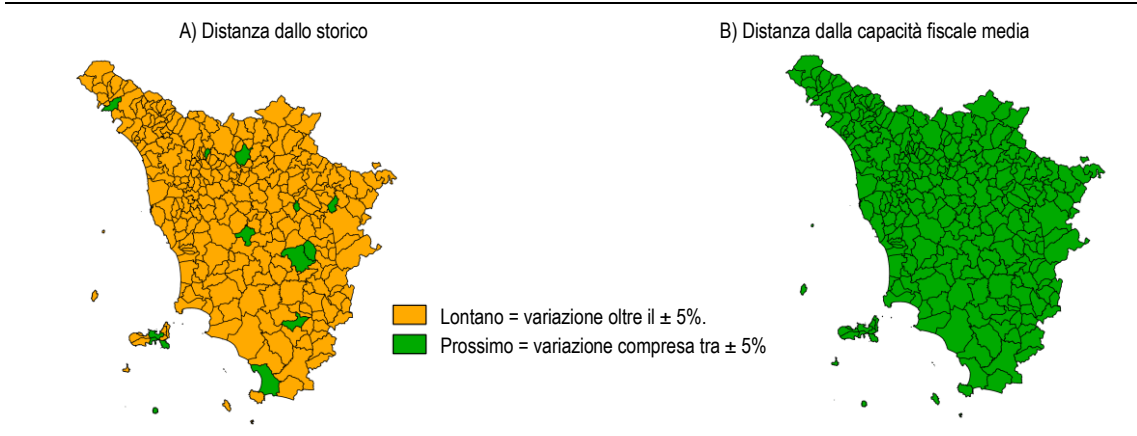 A) Distanza dallo storico
B) Distanza dalla capacità fiscale media
Lontano = variazione oltre il ± 5%.
Prossimo = variazione compresa tra ± 5%